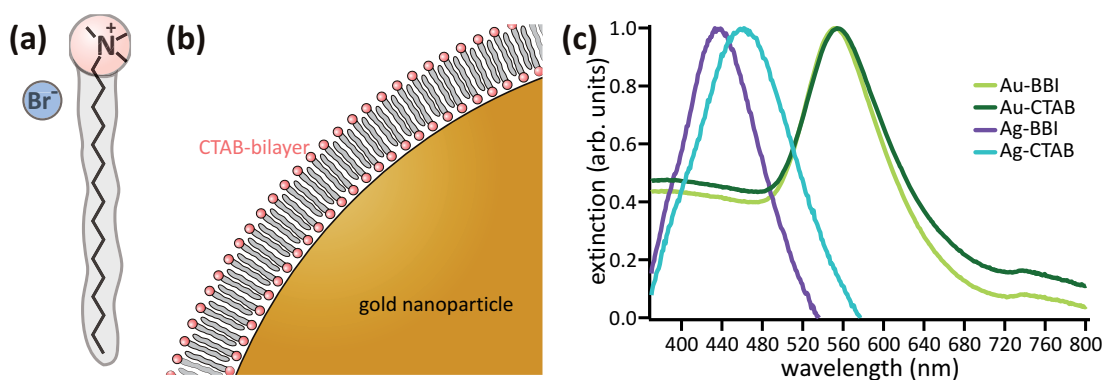 (a)
N
+
Br-
(b)
CTAB-bilayer
gold nanoparticle
(c)
extinction (arb. units)
1.0
0.8
0.6
0.4
0.2
0.0
Au-BBI
Au-CTAB
Ag-BBI
Ag-CTAB
400 440 480 520 560 600 640 680 720 760 800
wavelength (nm)